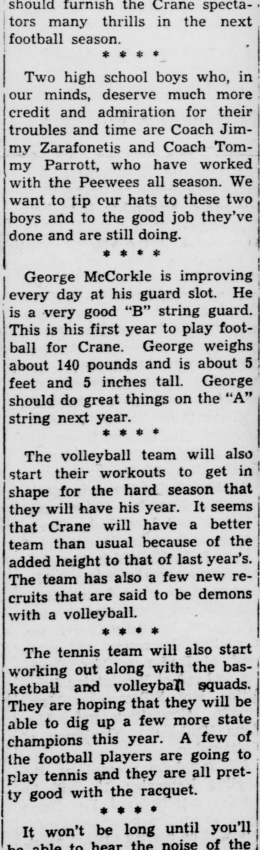 should furnish the Crane specta-
tors many thrills in the next
football season.
* * * *
Two high school boys who, in
our minds, deserve much more
credit and admiration for their
troubles and time are Coach Jim-
my Zarafonetis and Coach Tom-
my Parrott, who have worked
with the Peewees all season. We
want to tip our hats to these two
boys and to the good job they've
done and are still doing.
* * * *
George McCorkle is improving
every day at his guard slot. He
is a very good "B" string guard.
This is his first year to play foot-
ball for Crane. George weighs
about 140 pounds and is about 5
feet and 5 inches tall. George
should do great things on the "A"
string next year.
* * * *
The volleyball team will also
start their workouts to get in
shape for the hard season that
they will have his year. It seems
that Crane will have a better
team than usual because of the
added height to that of last year's.
The team has also a few new re-
cruits that are said to be demons
with a volleyball.
* * * *
The tennis team will also start
working out along with the bas-
ketball and volleyball squads.
They are hoping that they will be
able to dig up a few more state
champions this year. A few of
the football players are going to
play tennis and they are all pret-
ty good with the racquet.
* * * *
It won't be long until you'll
be able to hear the noise of the